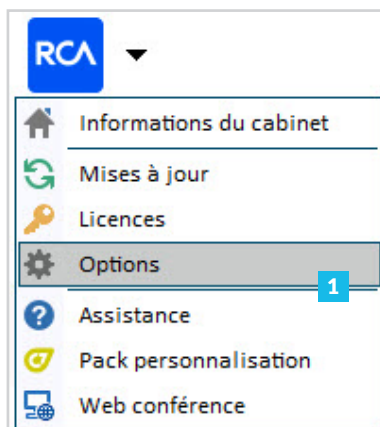 RCA
Informations du cabinet
Mises à jour
Licences
Options
1
Assistance
Pack personnalisation
Web conférence